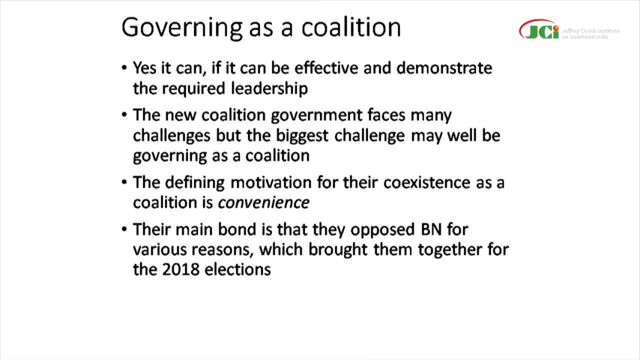 Governing as a coalition
JCi
Jeffrey Cheah Institute
on Southeast Asia
• Yes it can, if it can be effective and demonstrate
the required leadership
• The new coalition government faces many
challenges but the biggest challenge may well be
governing as a coalition
• The defining motivation for their coexistence as a
coalition is convenience
• Their main bond is that they opposed BN for
various reasons, which brought them together for
the 2018 elections